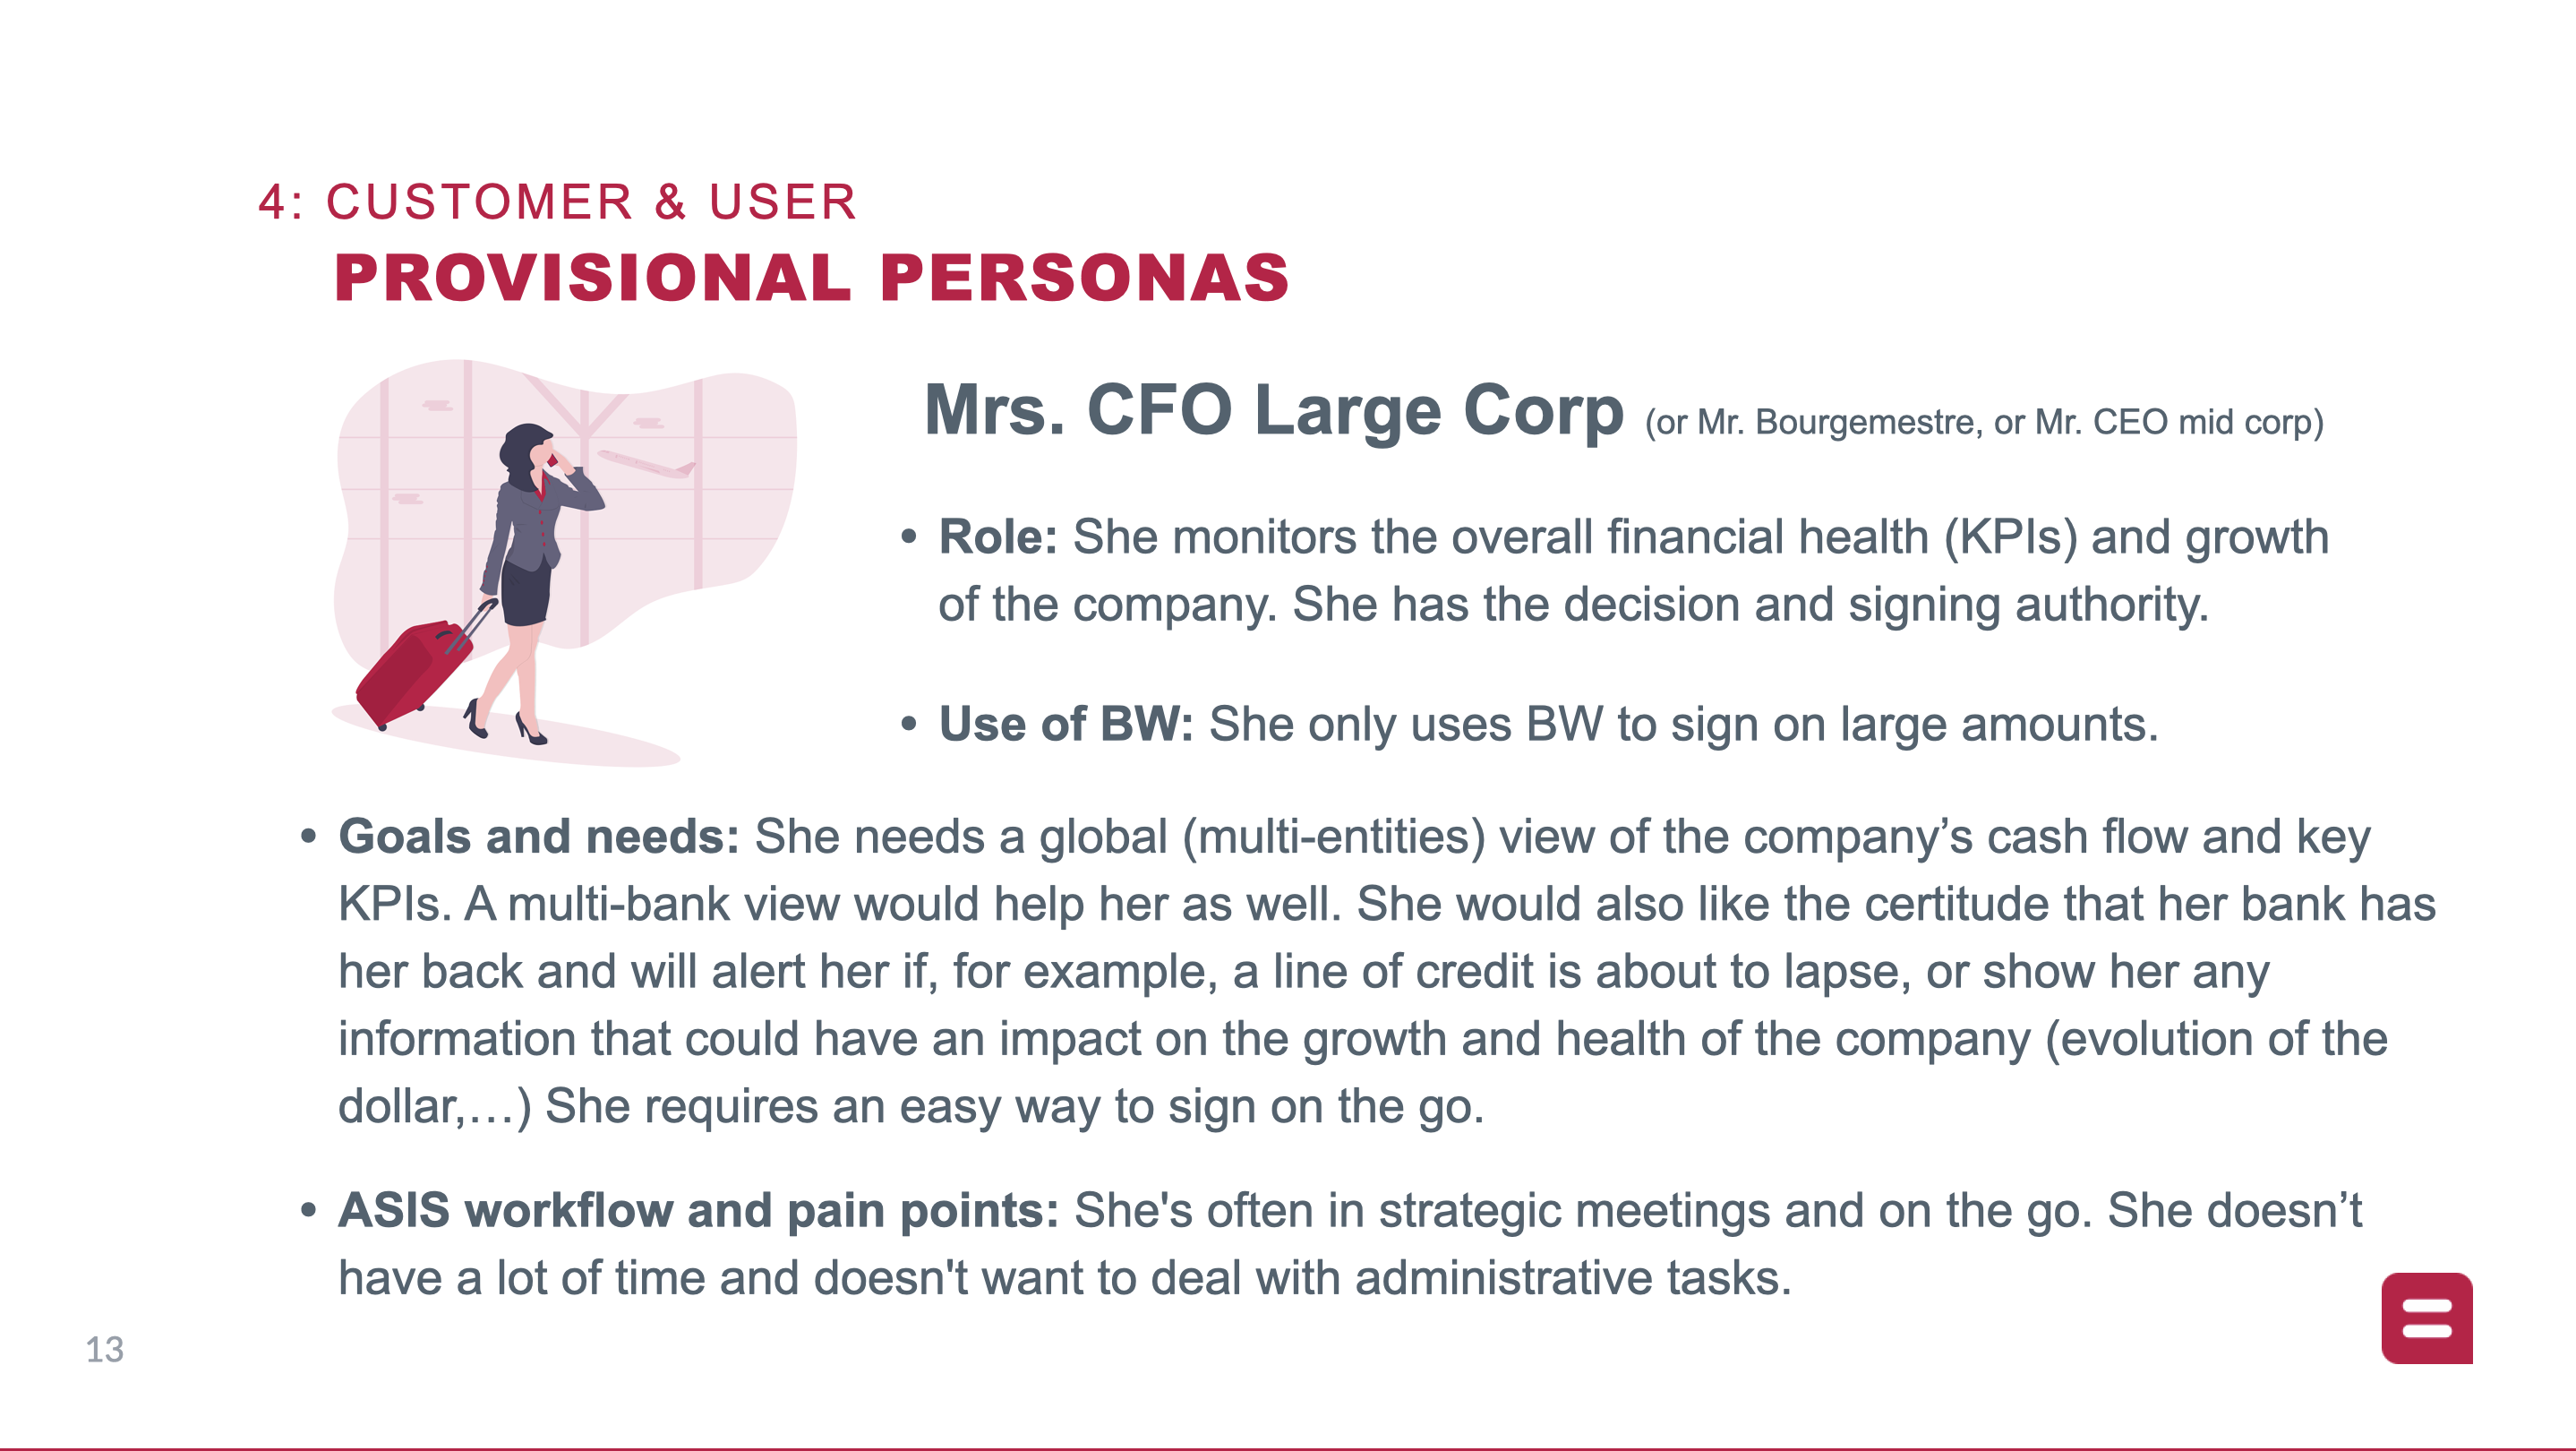 4: CUSTOMER & USER
PROVISIONAL PERSONAS
Mrs. CFO Large Corp (or Mr. Bourgemestre, or Mr. CEO mid corp)
• Role: She monitors the overall financial health (KPIs) and growth
of the company. She has the decision and signing authority.
• Use of BW: She only uses BW to sign on large amounts.
• Goals and needs: She needs a global (multi-entities) view of the company’s cash flow and key
KPIs. A multi-bank view would help her as well. She would also like the certitude that her bank has
her back and will alert her if, for example, a line of credit is about to lapse, or show her any
information that could have an impact on the growth and health of the company (evolution of the
dollar,…) She requires an easy way to sign on the go.
• ASIS workflow and pain points: She's often in strategic meetings and on the go. She doesn’t
have a lot of time and doesn't want to deal with administrative tasks.
13